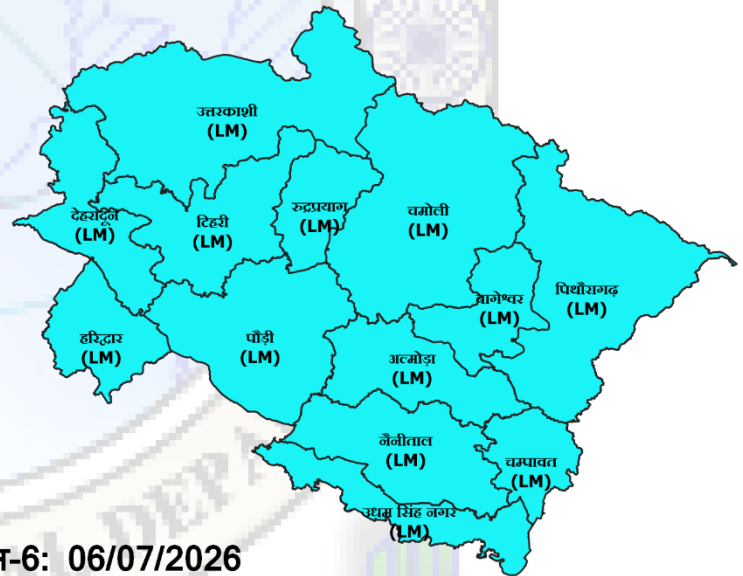 उत्तरकाशी
(LM)
देहरादून
(LM)
टिहरी
(LM)
रुद्रप्रयाग
(LM)
चमोली
(LM)
बागेश्वर
(LM)
पिथौरागढ़
(LM)
हरिद्वार
(LM)
पौड़ी
(LM)
अल्मोड़ा
(LM)
नैनीताल
(LM)
चम्पावत
(LM)
उधम सिंह नगर
(LM)
-6: 06/07/2026